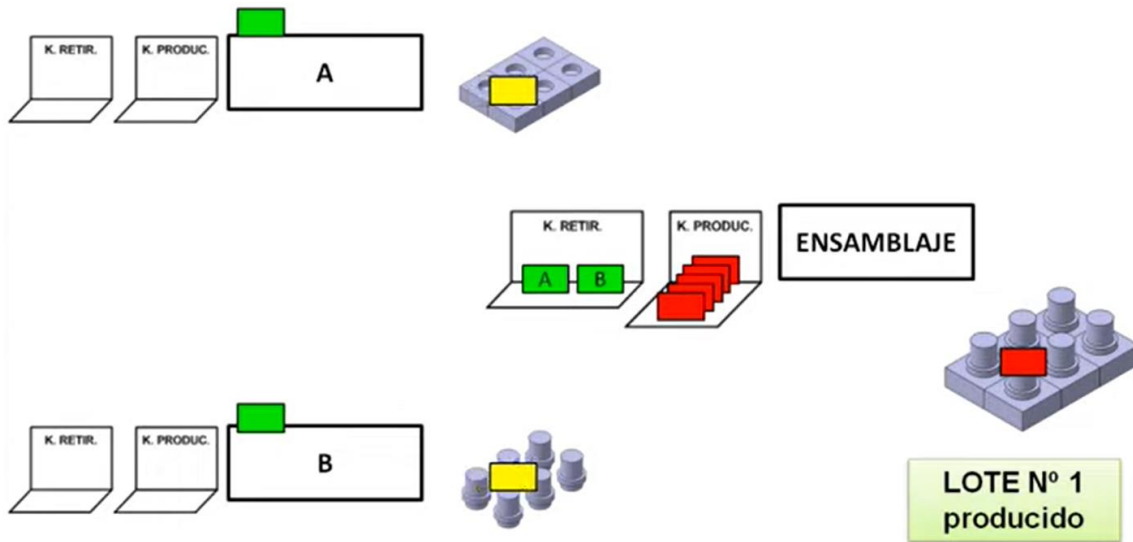 K. RETIR.
K. PRODUC.
A
K. RETIR.
K. PRODUC.
ENSAMBLAJE
A
B
K. RETIR.
K. PRODUC.
B
LOTE Nº 1
producido